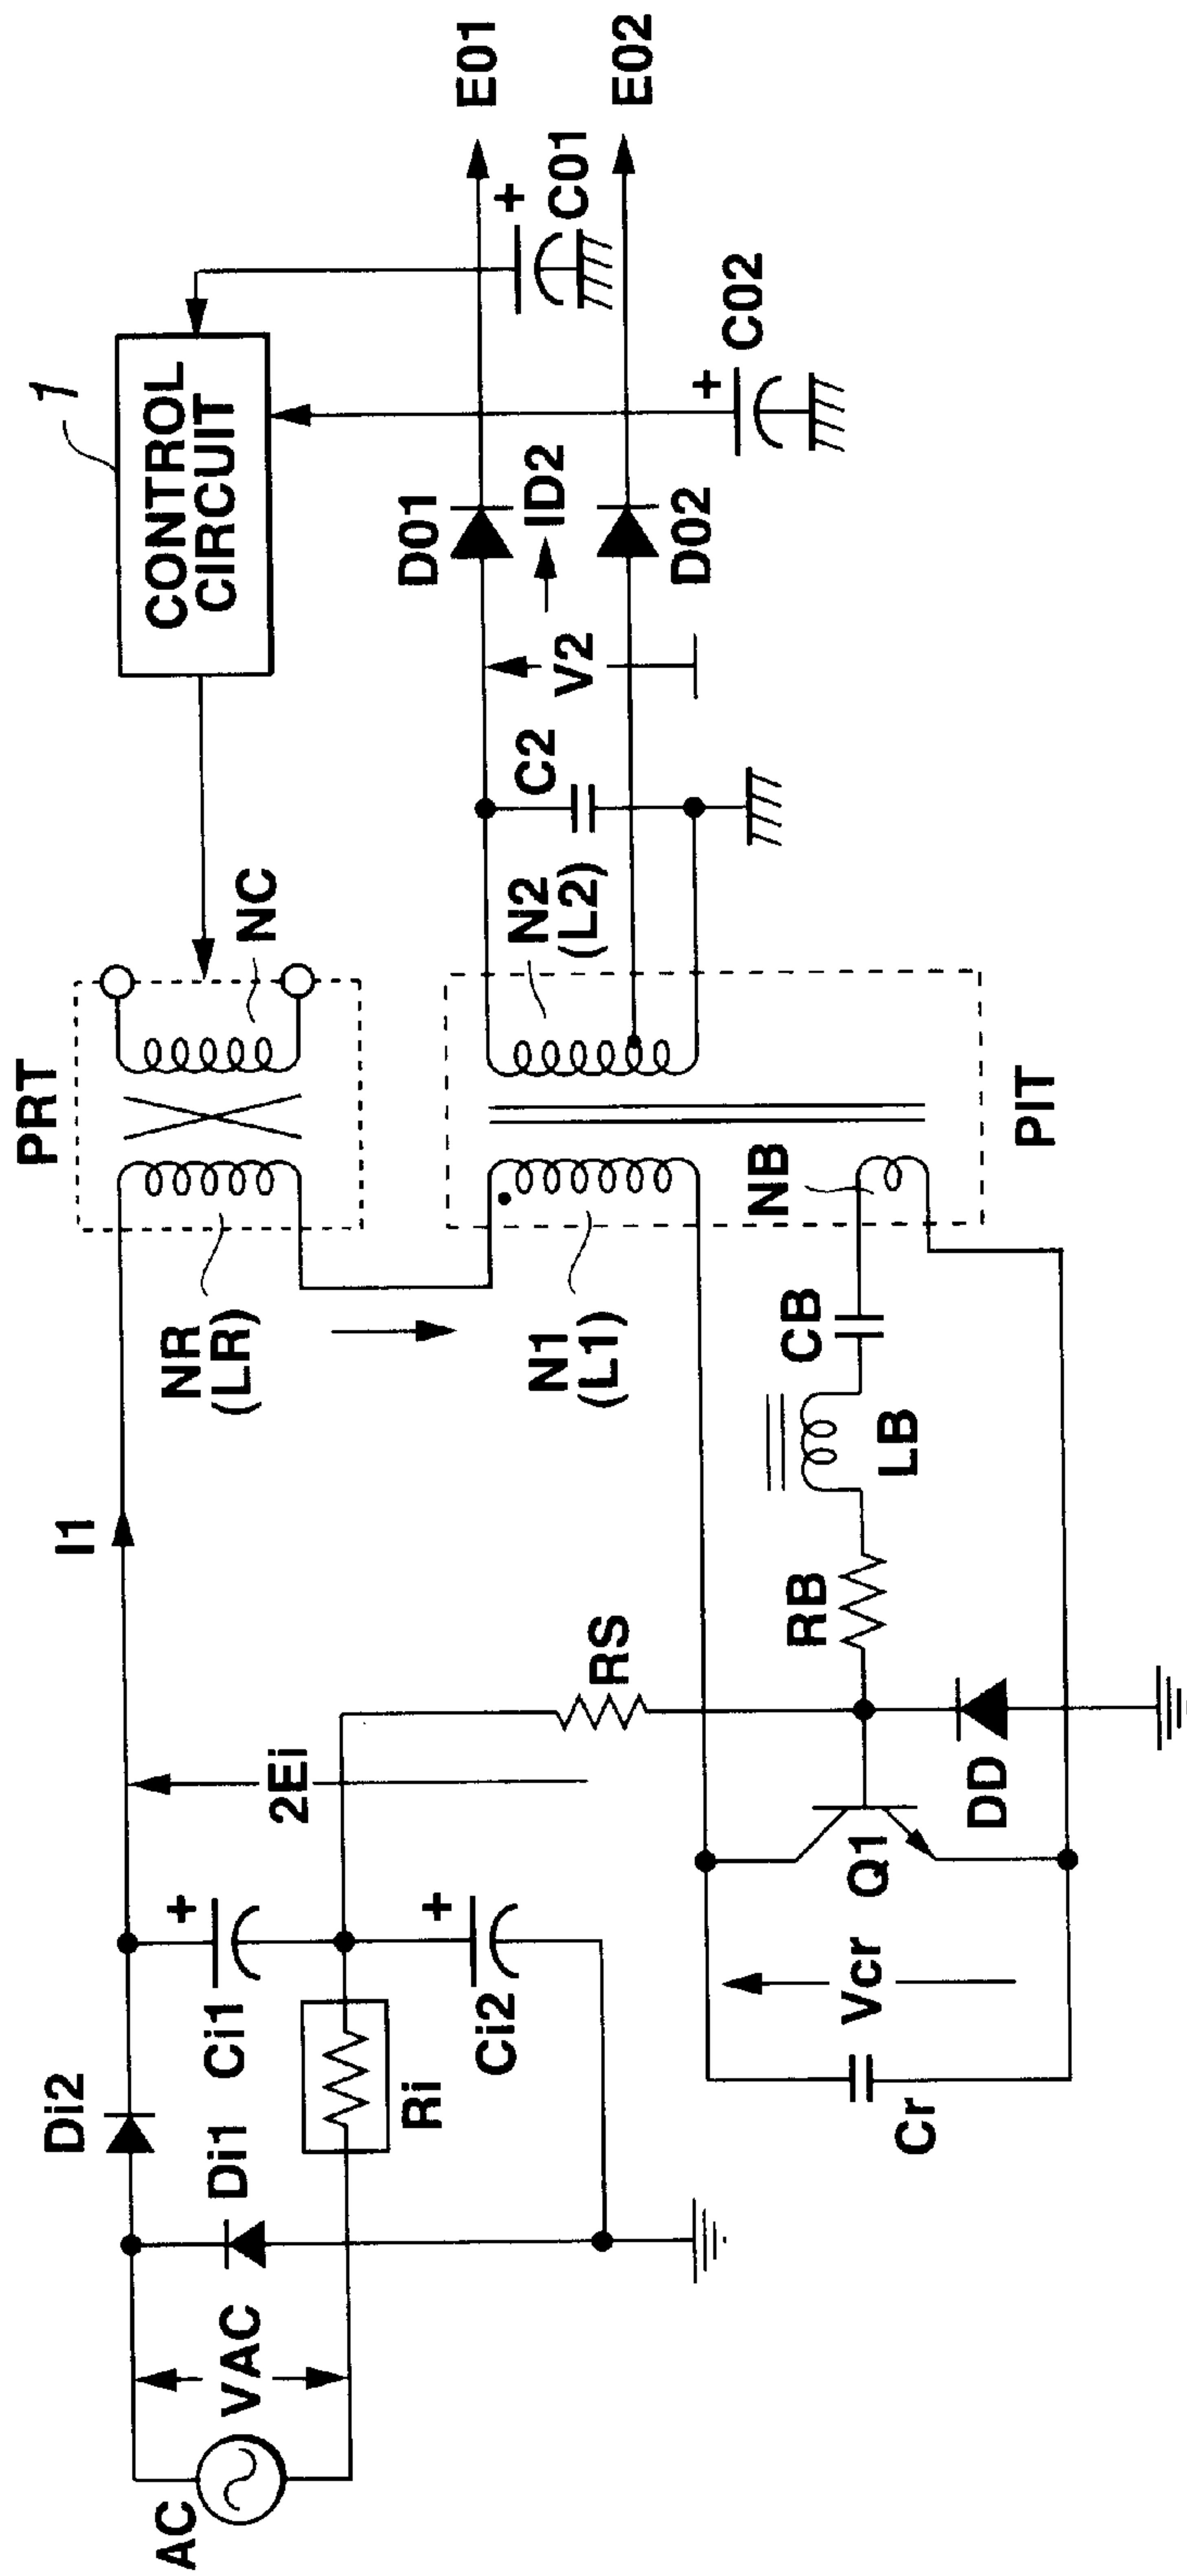 PRT
1
CONTROL
CIRCUIT
I1
NR
(LR)
NC
E01
Di2
2Ei
+
Ci1
D01
+
C01
AC
VAC
Di1
N1
(L1)
N2
(L2)
C2
V2
ID2
E02
Ri
+
Ci2
RS
D02
+
C02
NB
Vcr
Q1
RB
CB
Cr
LB
DD
PIT